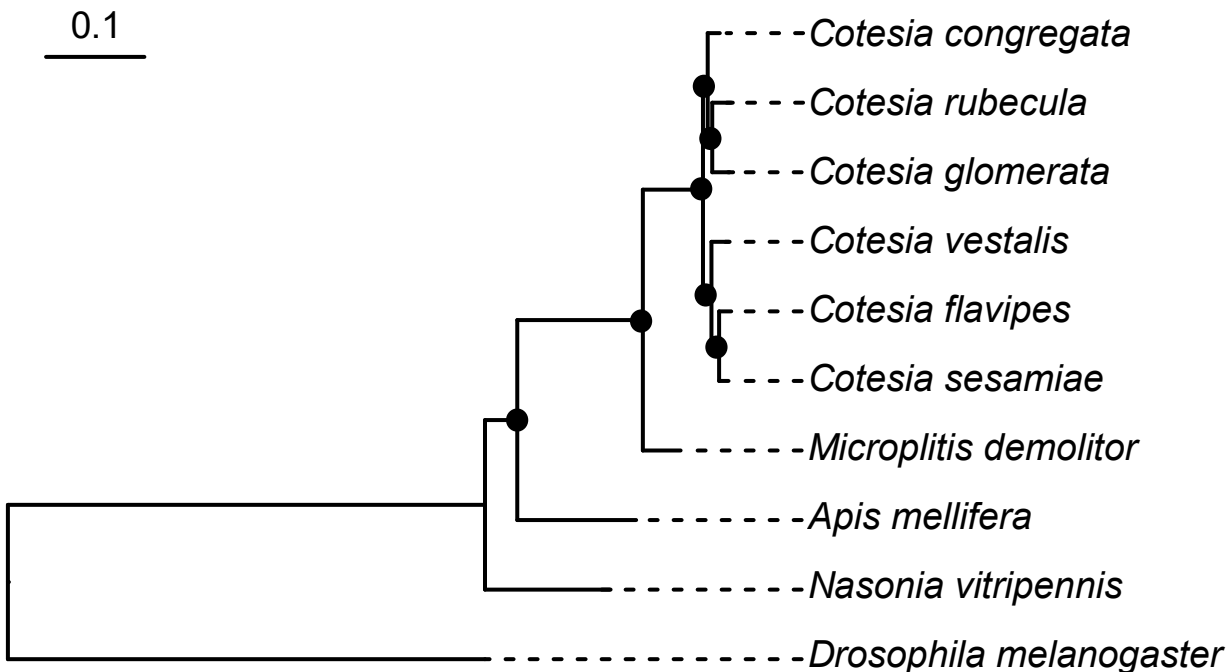 0.1
Cotesia congregata
Cotesia rubecula
Cotesia glomerata
Cotesia vestalis
Cotesia flavipes
Cotesia sesamiae
Microplitis demolitor
Apis mellifera
Nasonia vitripennis
Drosophila melanogaster